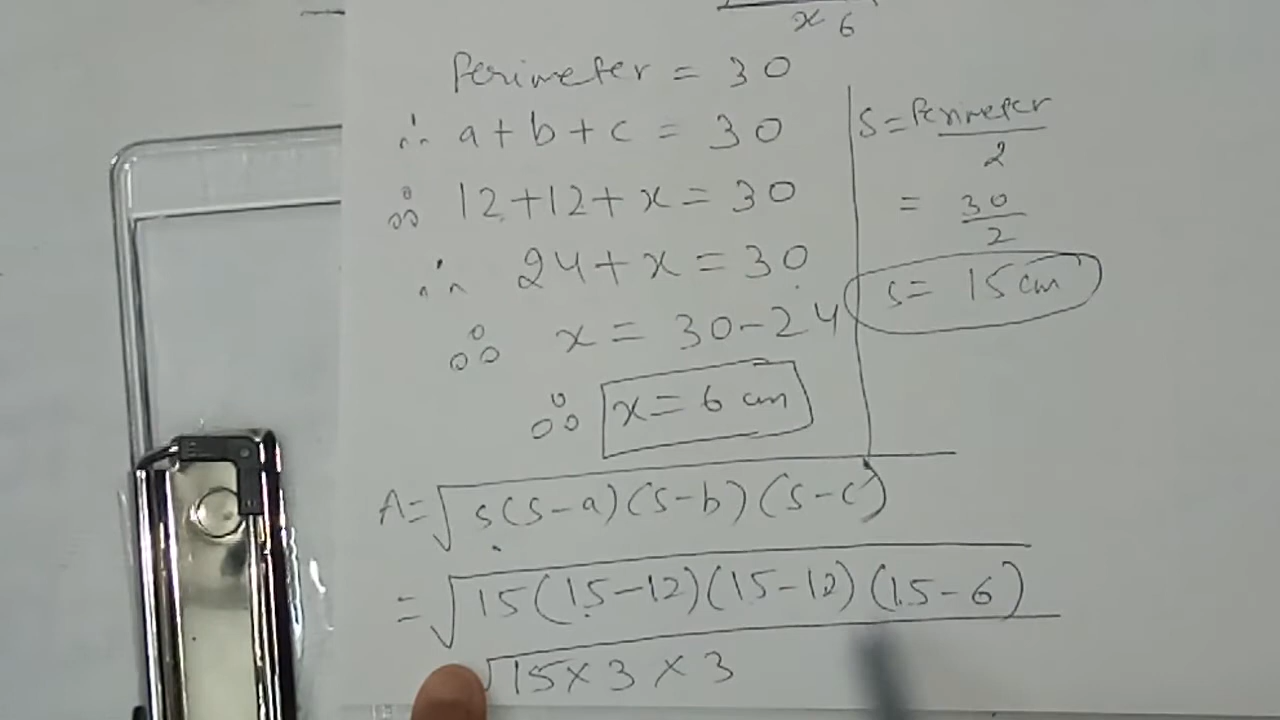 x 6
Perimeter = 30
∴ a + b + c = 30
∴ 12 + 12 + x = 30
∴ 24 + x = 30
∴ x = 30 - 24
∴ x = 6 cm
S = Perimeter
2
= 30
2
s = 15 cm
A = √s(s-a)(s-b)(s-c)
= √15(15-12)(15-12)(15-6)
√15 × 3 × 3